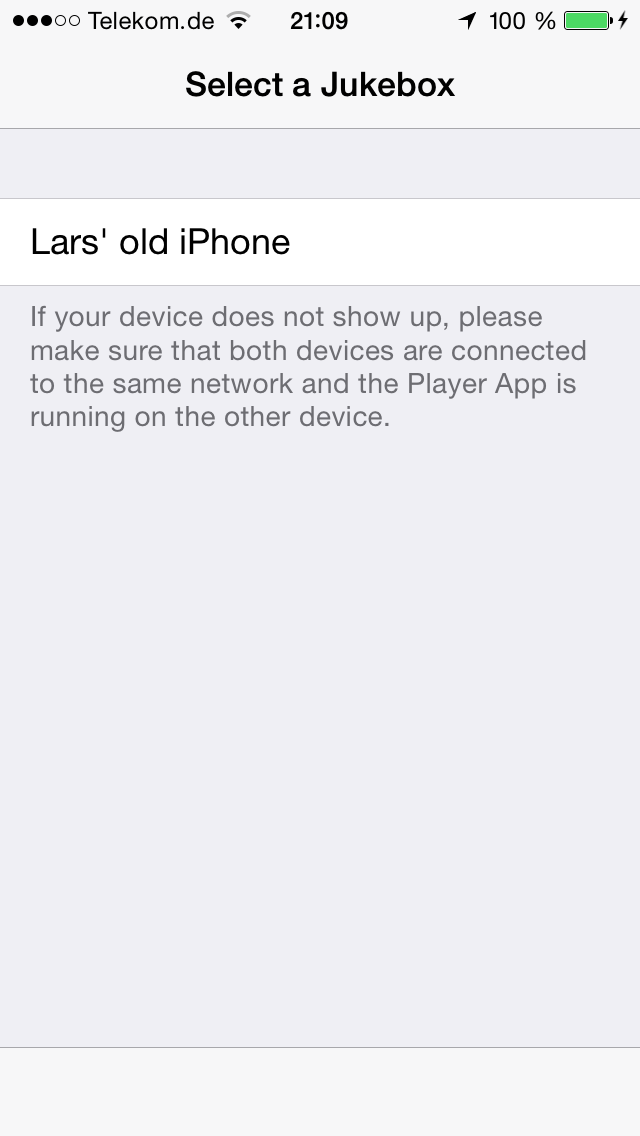 Telekom.de 21:09 100 %
Select a Jukebox
Lars' old iPhone
If your device does not show up, please
make sure that both devices are connected
to the same network and the Player App is
running on the other device.